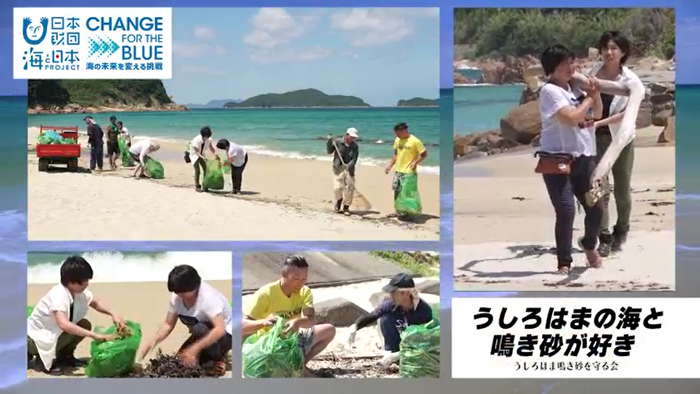 日本
財団
海と日本
PROJECT
CHANGE
FOR THE
BLUE
海の未来を変える挑戦
うしろはまの海と
鳴き砂が好き
うしろはま鳴き砂を守る会